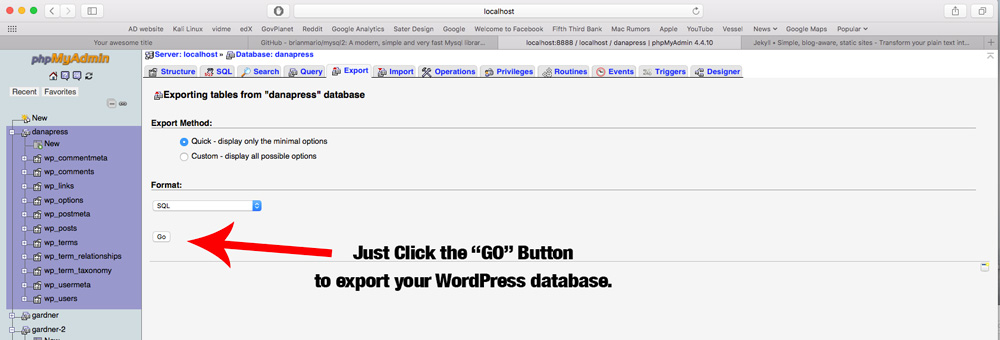 localhost
AD website
Kali Linux
vidme
edX
GovPlanet
Reddit
Google Analytics
Sater Design
Google
Welcome to Facebook
Fifth Third Bank
Mac Rumors
Apple
YouTube
Vessel
News
Google Maps
Popular
Your awesome title
GitHub - brianmario/mysql2: A modern, simple and very fast Mysql librar...
localhost:8888 / localhost / danapress | phpMyAdmin 4.4.10
Jekyll • Simple, blog-aware, static sites - Transform your plain text int...
phpMyAdmin
Recent
Favorites
New
danapress
New
wp_commentmeta
wp_comments
wp_links
wp_options
wp_postmeta
wp_posts
wp_terms
wp_term_relationships
wp_term_taxonomy
wp_usermeta
wp_users
gardner
gardner-2
Server: localhost » Database: danapress
Structure
SQL
Search
Query
Export
Import
Operations
Privileges
Routines
Events
Triggers
Designer
Exporting tables from "danapress" database
Export Method:
Quick - display only the minimal options
Custom - display all possible options
Format:
SQL
Go
Just Click the “GO” Button
to export your WordPress database.